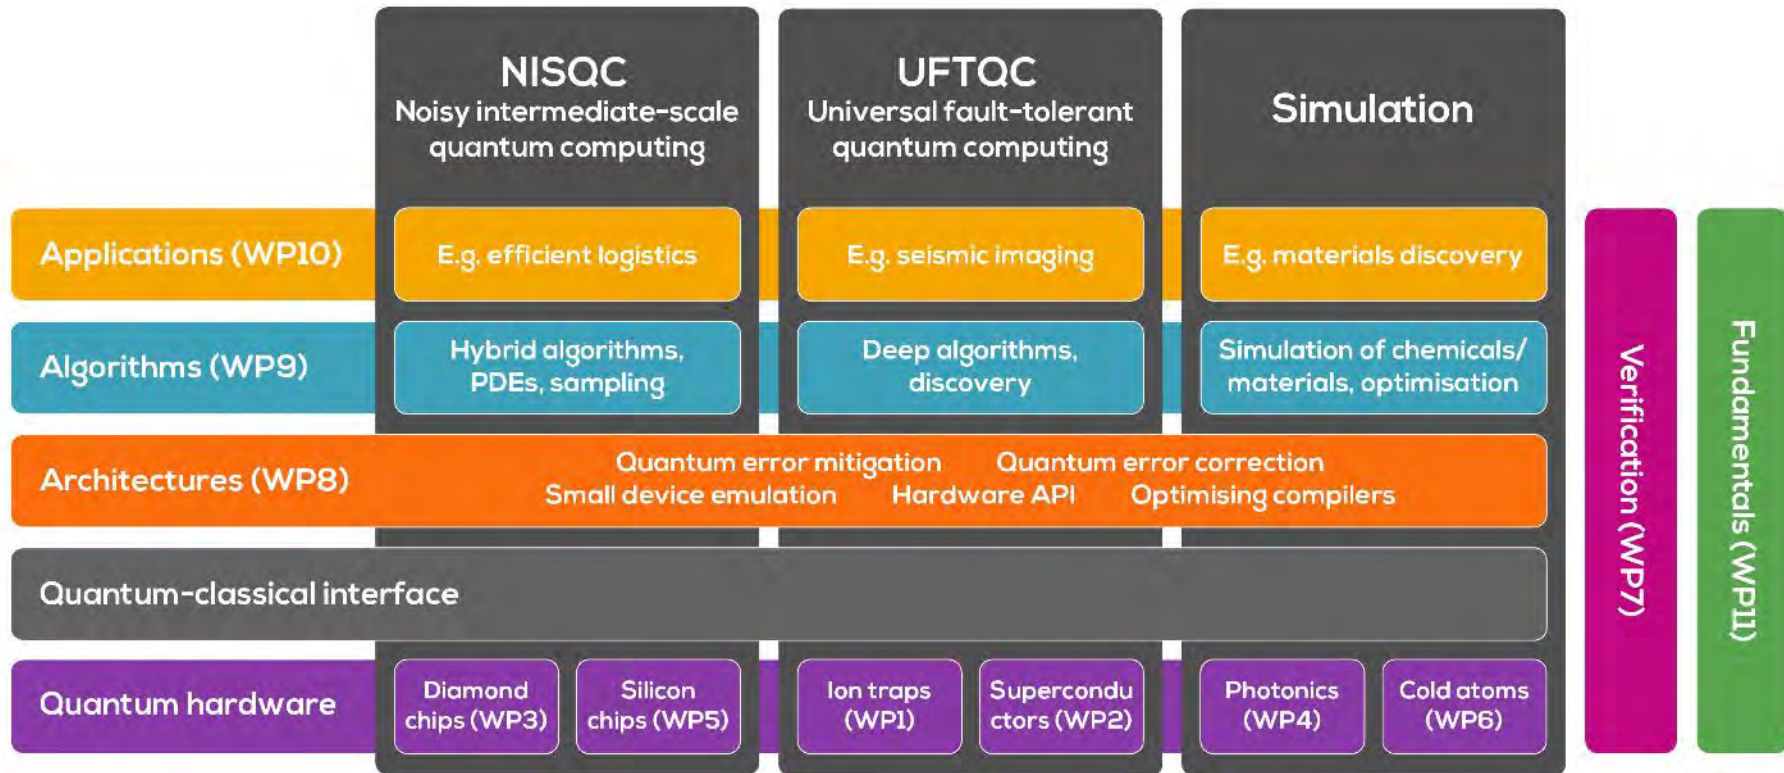 NISQC
Noisy intermediate-scale
quantum computing
UFTQC
Universal fault-tolerant
quantum computing
Simulation
Applications (WP10)
E.g. efficient logistics
E.g. seismic imaging
E.g. materials discovery
Algorithms (WP9)
Hybrid algorithms,
PDEs, sampling
Deep algorithms,
discovery
Simulation of chemicals/
materials, optimisation
Architectures (WP8)
Quantum error mitigation
Quantum error correction
Small device emulation
Hardware API
Optimising compilers
Quantum-classical interface
Quantum hardware
Diamond
chips (WP3)
Silicon
chips (WP5)
Ion traps
(WP1)
Supercondu
ctors (WP2)
Photonics
(WP4)
Cold atoms
(WP6)
Verification (WP7)
Fundamentals (WP11)